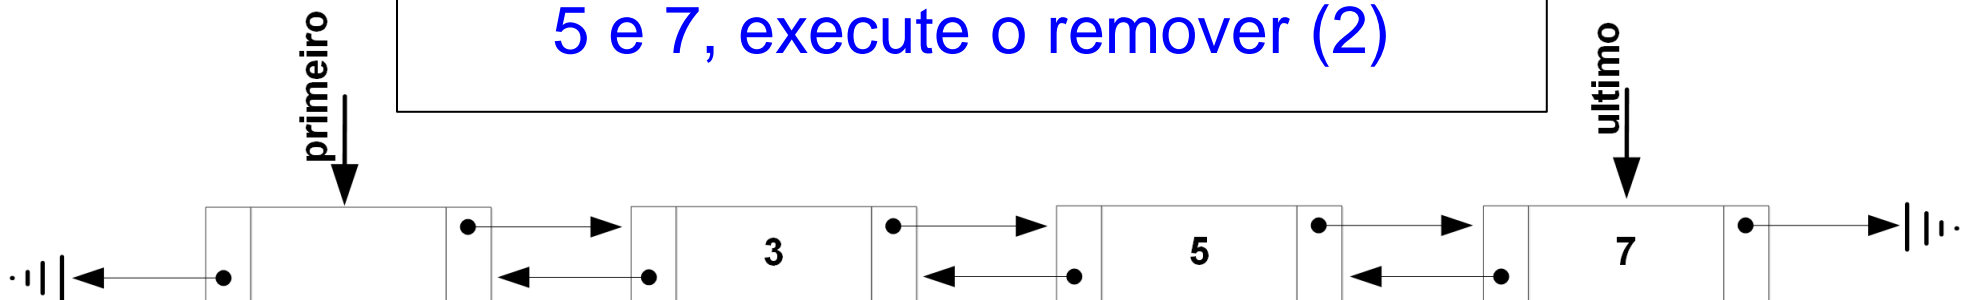 5 e 7, execute o remover (2)
primeiro
ultimo
3
5
7